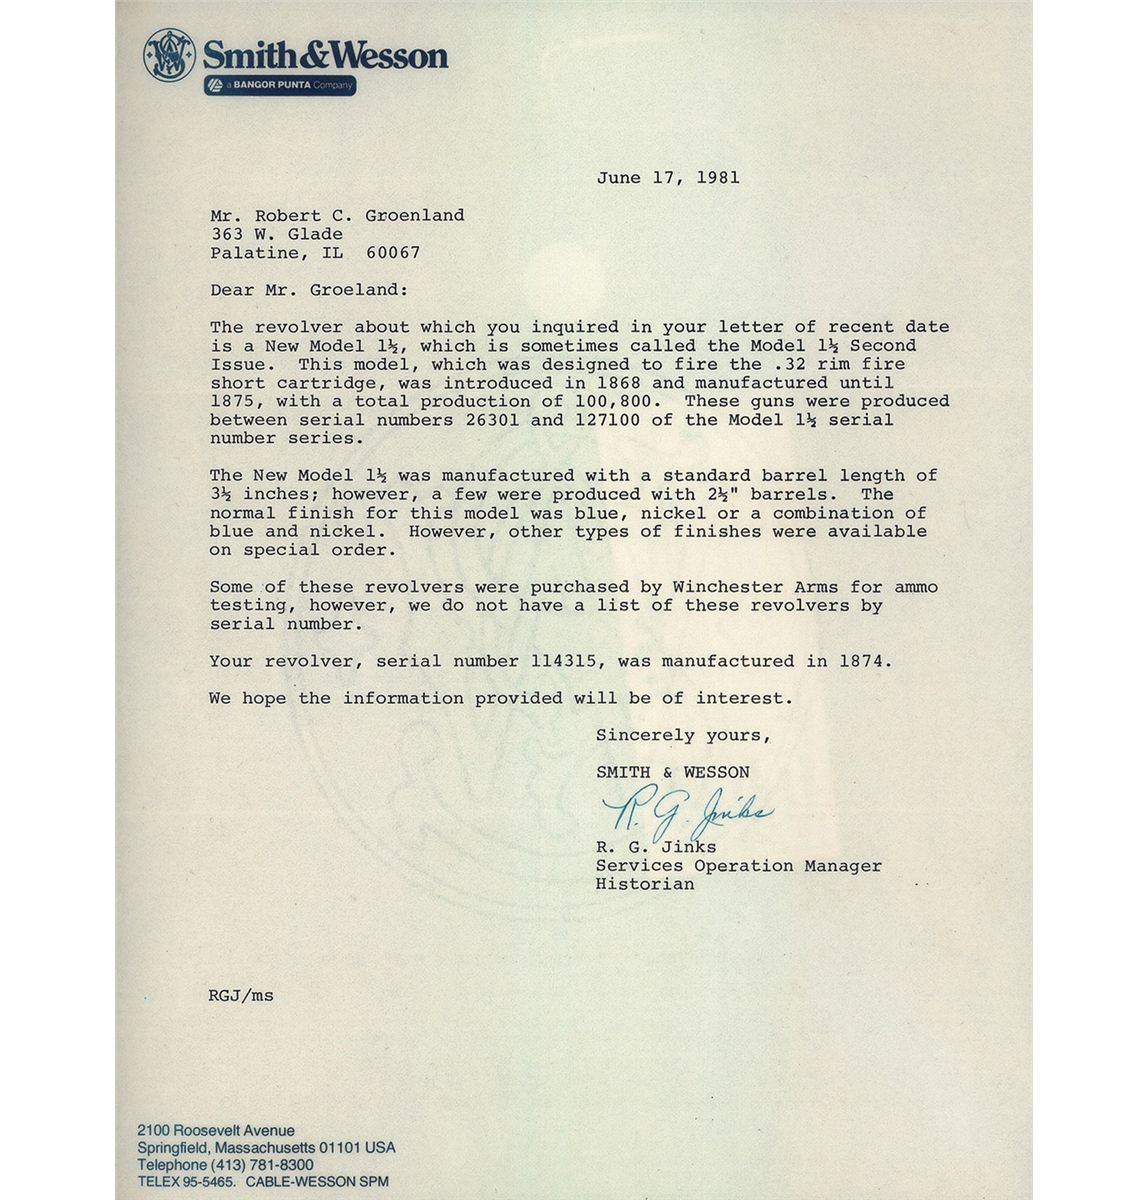 Smith & Wesson
a BANGOR PUNTA Company
June 17, 1981
Mr. Robert C. Groenland
363 W. Glade
Palatine, IL  60067
Dear Mr. Groeland:
The revolver about which you inquired in your letter of recent date
is a New Model 1½, which is sometimes called the Model 1½ Second
Issue.  This model, which was designed to fire the .32 rim fire
short cartridge, was introduced in 1868 and manufactured until
1875, with a total production of 100,800.  These guns were produced
between serial numbers 26301 and 127100 of the Model 1½ serial
number series.
The New Model 1½ was manufactured with a standard barrel length of
3½ inches; however, a few were produced with 2½" barrels.  The
normal finish for this model was blue, nickel or a combination of
blue and nickel.  However, other types of finishes were available
on special order.
Some of these revolvers were purchased by Winchester Arms for ammo
testing, however, we do not have a list of these revolvers by
serial number.
Your revolver, serial number 114315, was manufactured in 1874.
We hope the information provided will be of interest.
Sincerely yours,
SMITH & WESSON
R. G. Jinks
R. G. Jinks
Services Operation Manager
Historian
RGJ/ms
2100 Roosevelt Avenue
Springfield, Massachusetts 01101 USA
Telephone (413) 781-8300
TELEX 95-5465.  CABLE-WESSON SPM